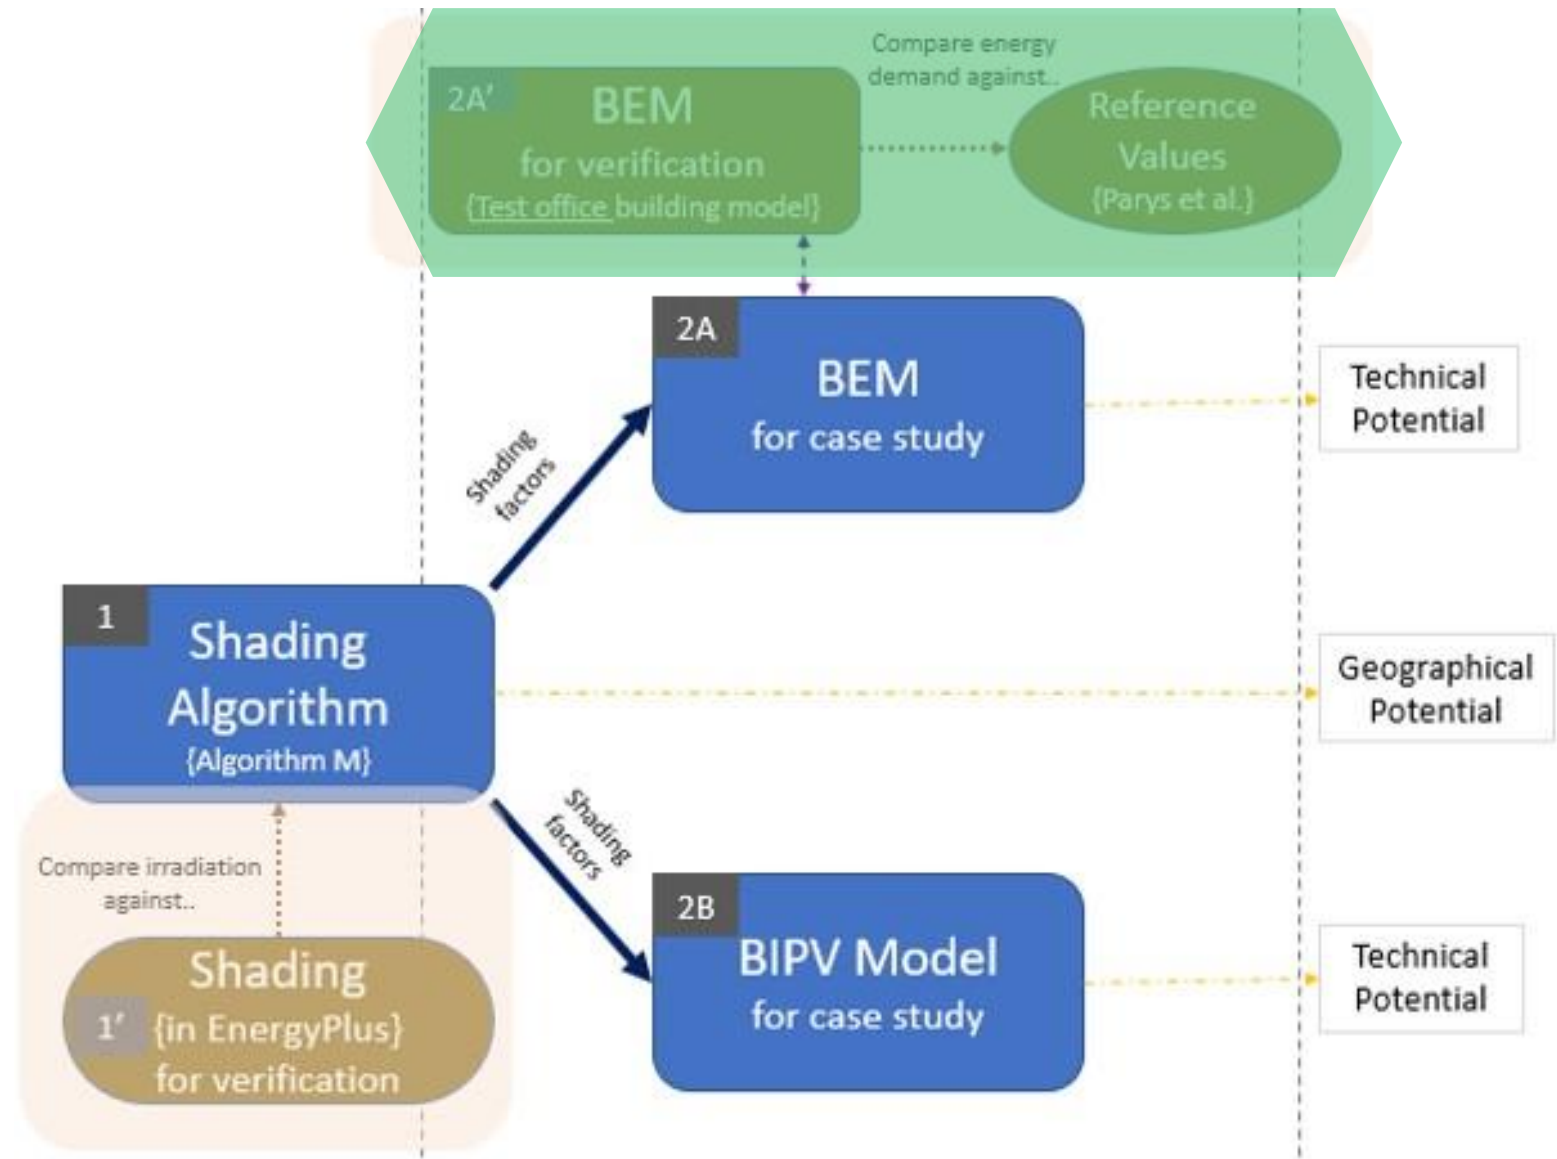 Compare energy
demand against..
2A’
BEM
for verification
{Test office building model}
Reference
Values
{Parys et al.}
2A
BEM
for case study
Technical
Potential
Shading
factors
1
Shading
Algorithm
{Algorithm M}
Geographical
Potential
Shading
factors
Compare irradiation
against..
2B
BIPV Model
for case study
Technical
Potential
Shading
1’
{in EnergyPlus}
for verification